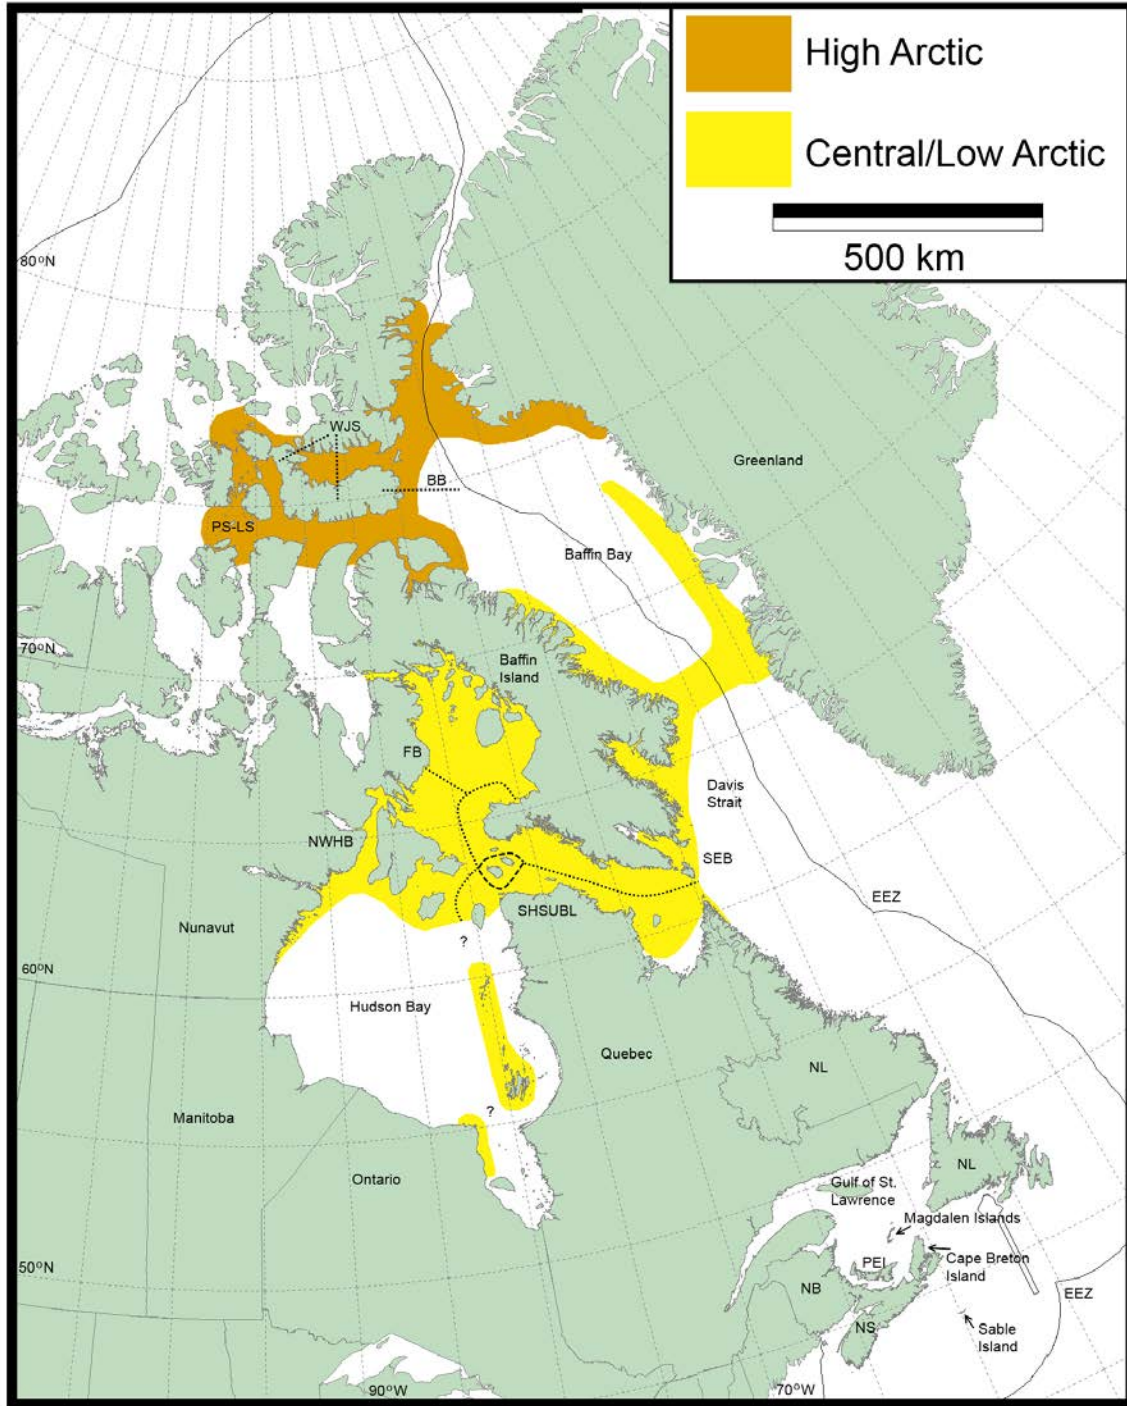 High Arctic
Central/Low Arctic
500 km
80°N
WJS
Greenland
BB
PS-LS
Baffin Bay
70°N
Baffin
Island
FB
Davis
Strait
NWHB
SEB
EEZ
SHSUBL
Nunavut
?
60°N
Hudson Bay
Quebec
NL
?
Manitoba
NL
Ontario
Gulf of St.
Lawrence
Magdalen Islands
PEI
Cape Breton
Island
50°N
NB
EEZ
NS
Sable
Island
90°W
70°W